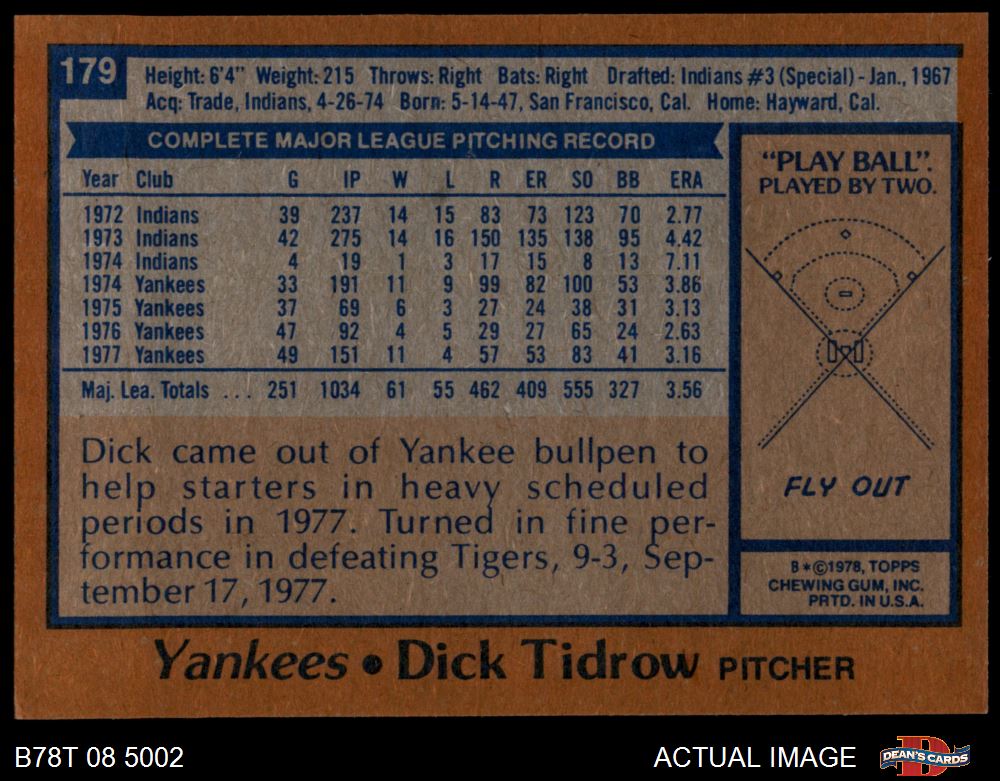 179
Height: 6'4" Weight: 215 Throws: Right Bats: Right Drafted: Indians #3 (Special) - Jan., 1967
Acq: Trade, Indians, 4-26-74 Born: 5-14-47, San Francisco, Cal. Home: Hayward, Cal.
COMPLETE MAJOR LEAGUE PITCHING RECORD
Year Club G IP W L R ER SO BB ERA
1972 Indians 39 237 14 15 83 73 123 70 2.77
1973 Indians 42 275 14 16 150 135 138 95 4.42
1974 Indians 4 19 1 3 17 15 8 13 7.11
1974 Yankees 33 191 11 9 99 82 100 53 3.86
1975 Yankees 37 69 6 3 27 24 38 31 3.13
1976 Yankees 47 92 4 5 29 27 65 24 2.63
1977 Yankees 49 151 11 4 57 53 83 41 3.16
Maj. Lea. Totals . . . 251 1034 61 55 462 409 555 327 3.56
Dick came out of Yankee bullpen to
help starters in heavy scheduled
periods in 1977. Turned in fine per-
formance in defeating Tigers, 9-3, Sep-
tember 17, 1977.
"PLAY BALL".
PLAYED BY TWO.
FLY OUT
B*©1978, TOPPS
CHEWING GUM, INC.
PRTD. IN U.S.A.
Yankees • Dick Tidrow PITCHER
B78T 08 5002
ACTUAL IMAGE
DEAN'S CARDS